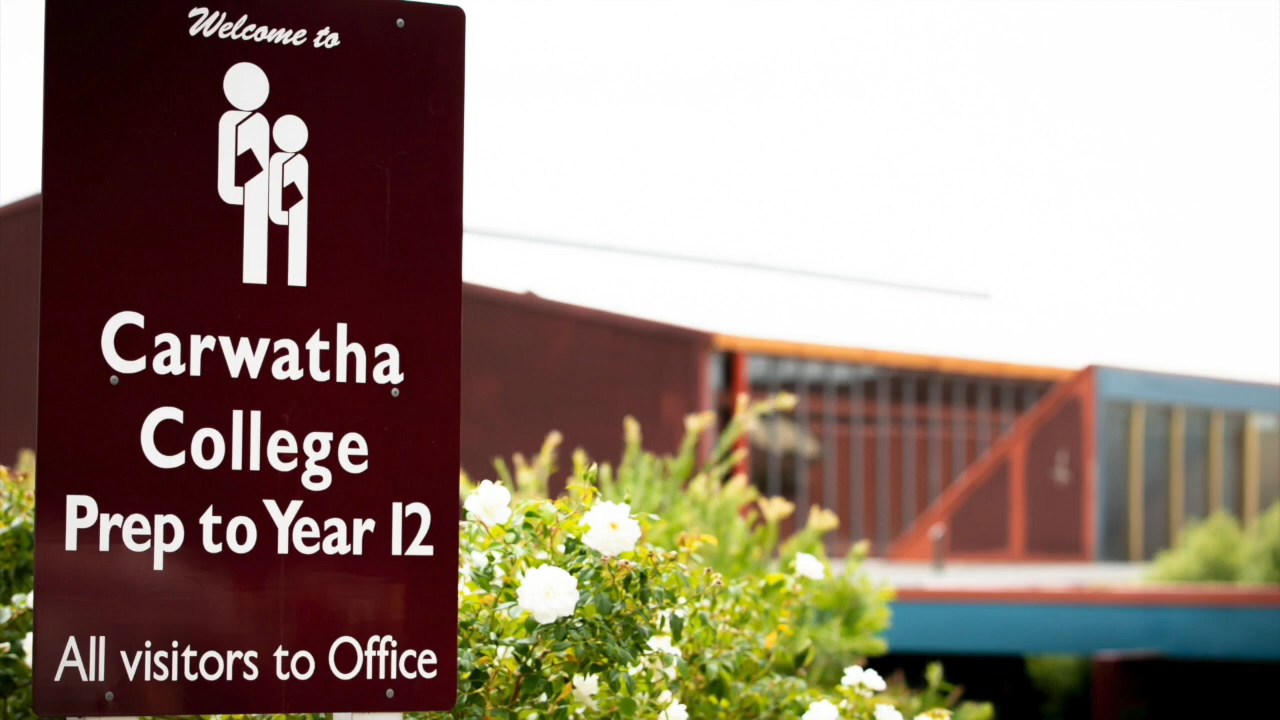 Welcome to
Carwatha
College
Prep to Year 12
All visitors to Office